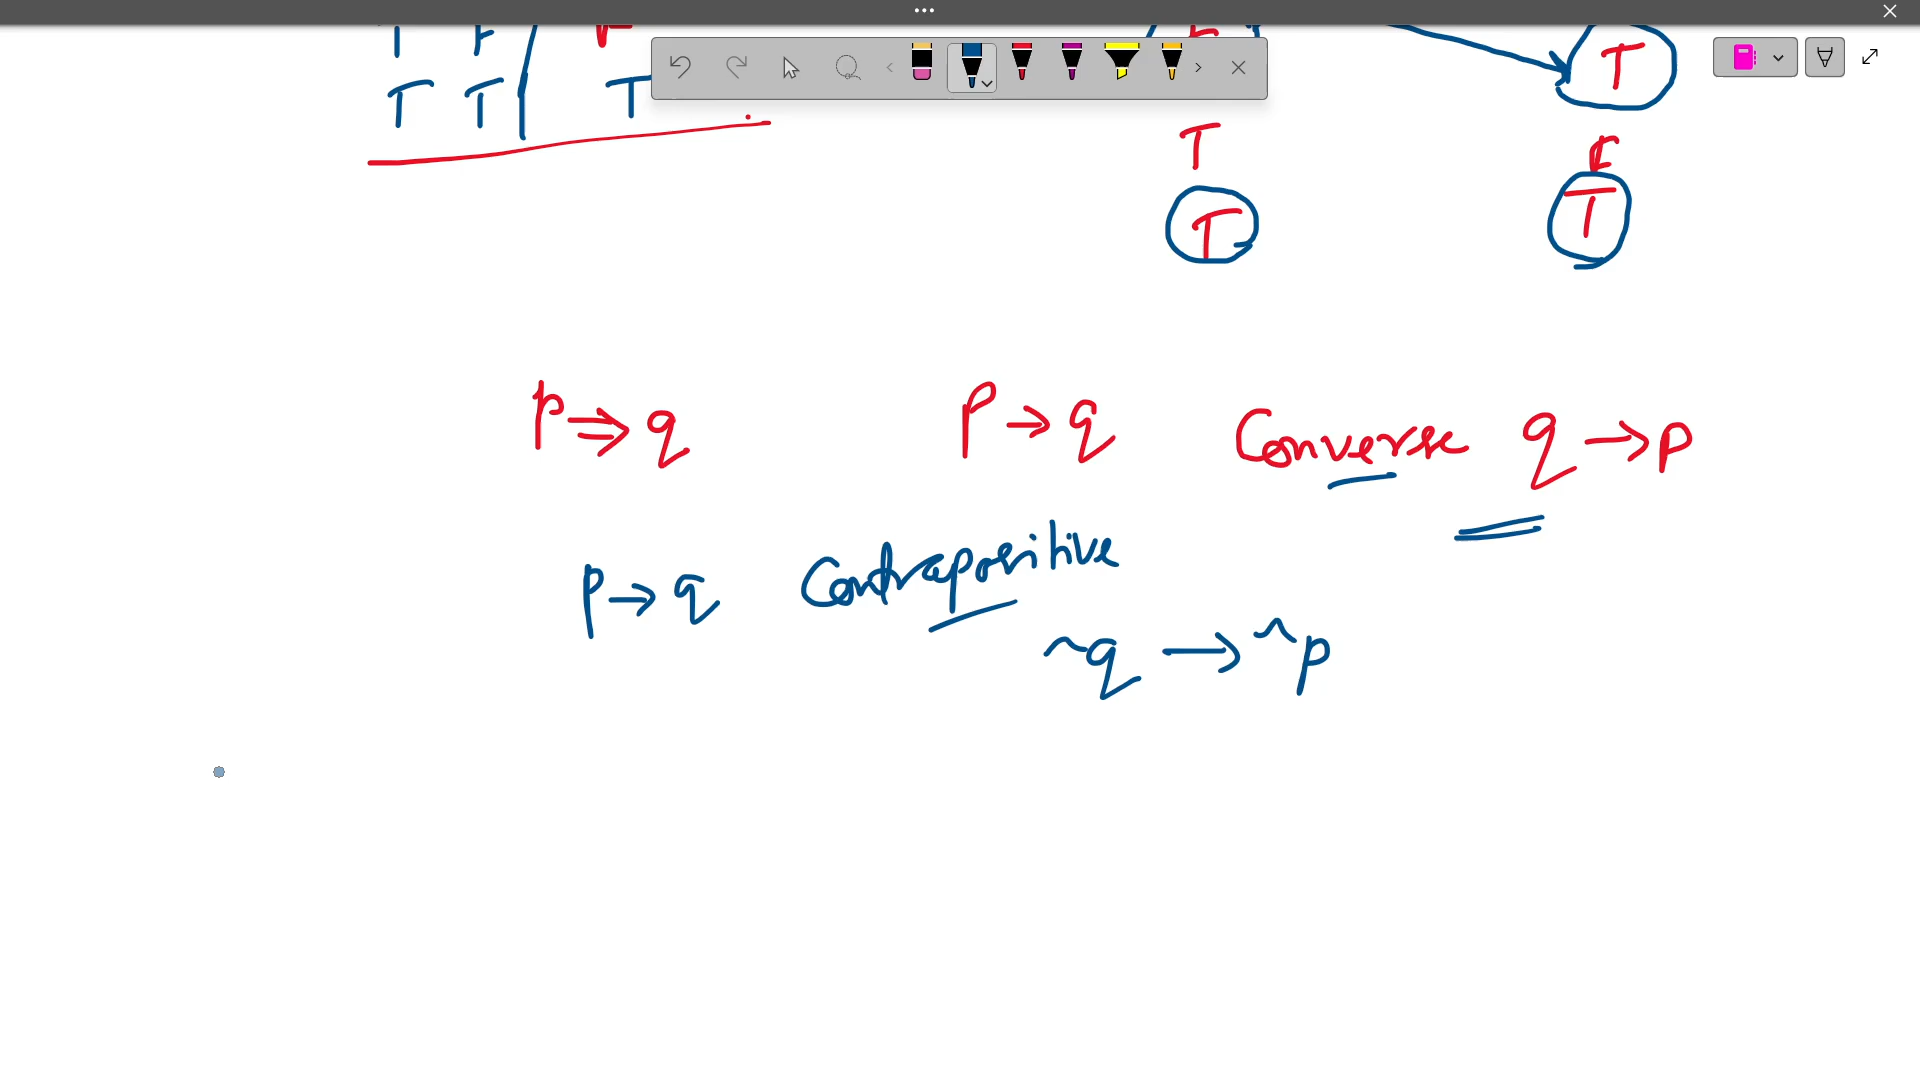 T F
T T T
T
T
F
T T
p ⇒ q P → q Converse q → p
p → q Contrapositive
~q → ~p